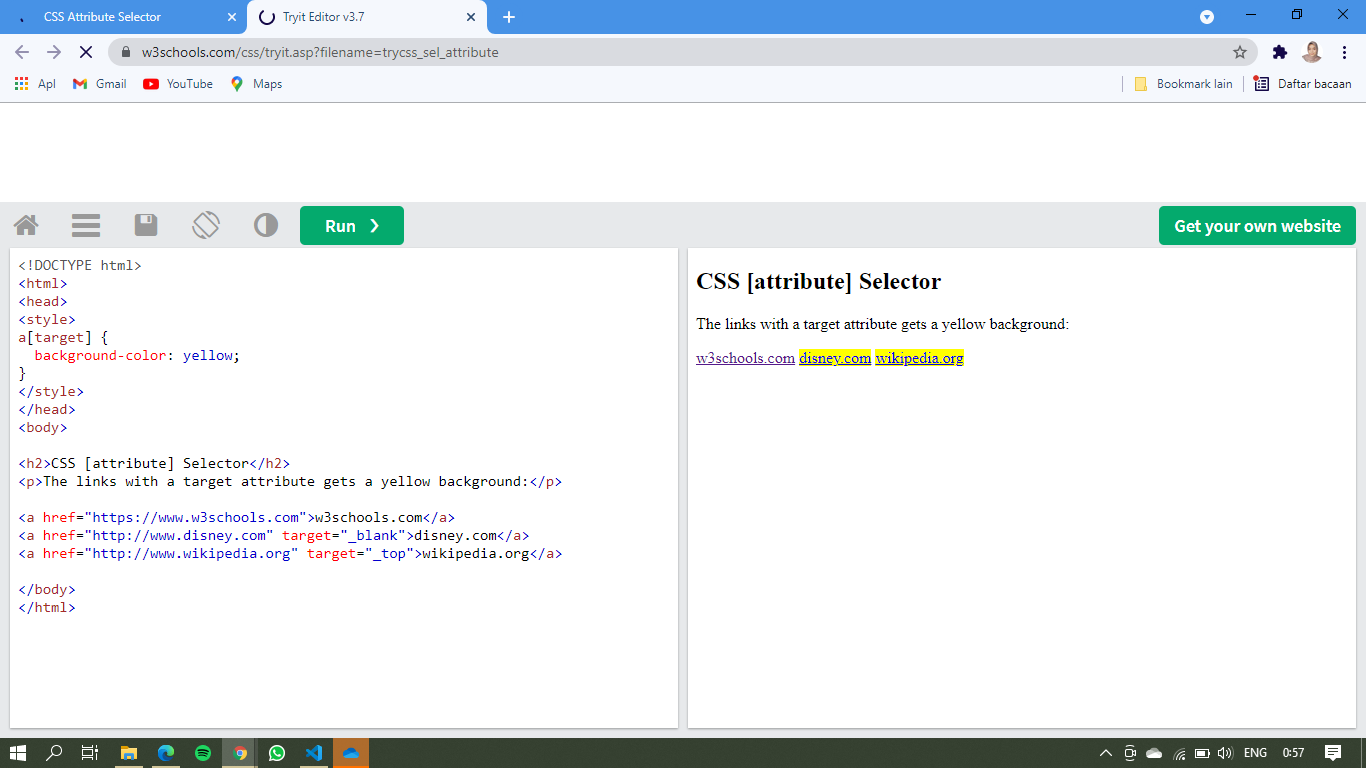 CSS Attribute Selector
Tryit Editor v3.7
w3schools.com/css/tryit.asp?filename=trycss_sel_attribute
Apl Gmail YouTube Maps Bookmark lain Daftar bacaan
Run ❯ Get your own website
<!DOCTYPE html>
<html>
<head>
<style>
a[target] {
  background-color: yellow;
}
</style>
</head>
<body>
<h2>CSS [attribute] Selector</h2>
<p>The links with a target attribute gets a yellow background:</p>
<a href="https://www.w3schools.com">w3schools.com</a>
<a href="http://www.disney.com" target="_blank">disney.com</a>
<a href="http://www.wikipedia.org" target="_top">wikipedia.org</a>
</body>
</html>
CSS [attribute] Selector
The links with a target attribute gets a yellow background:
w3schools.com disney.com wikipedia.org
ENG 0:57